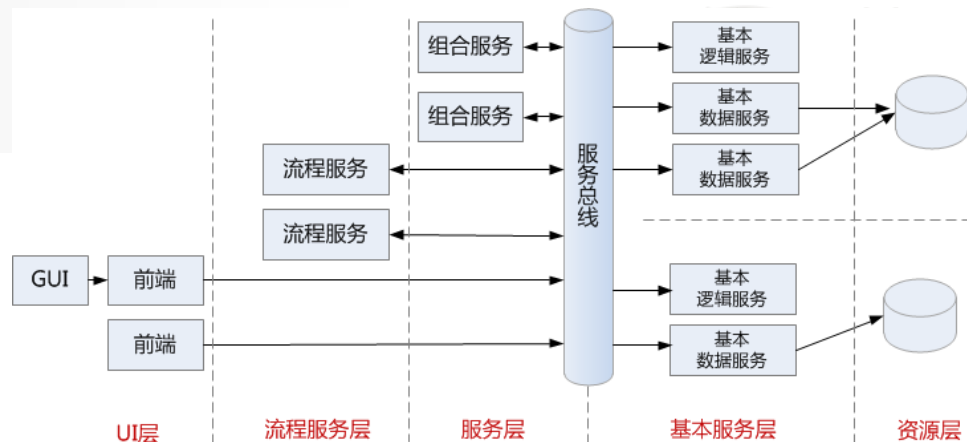 组合服务
基本
逻辑服务
组合服务
基本
数据服务
流程服务
服务总线
基本
数据服务
流程服务
GUI
前端
基本
逻辑服务
前端
基本
数据服务
UI层
流程服务层
服务层
基本服务层
资源层